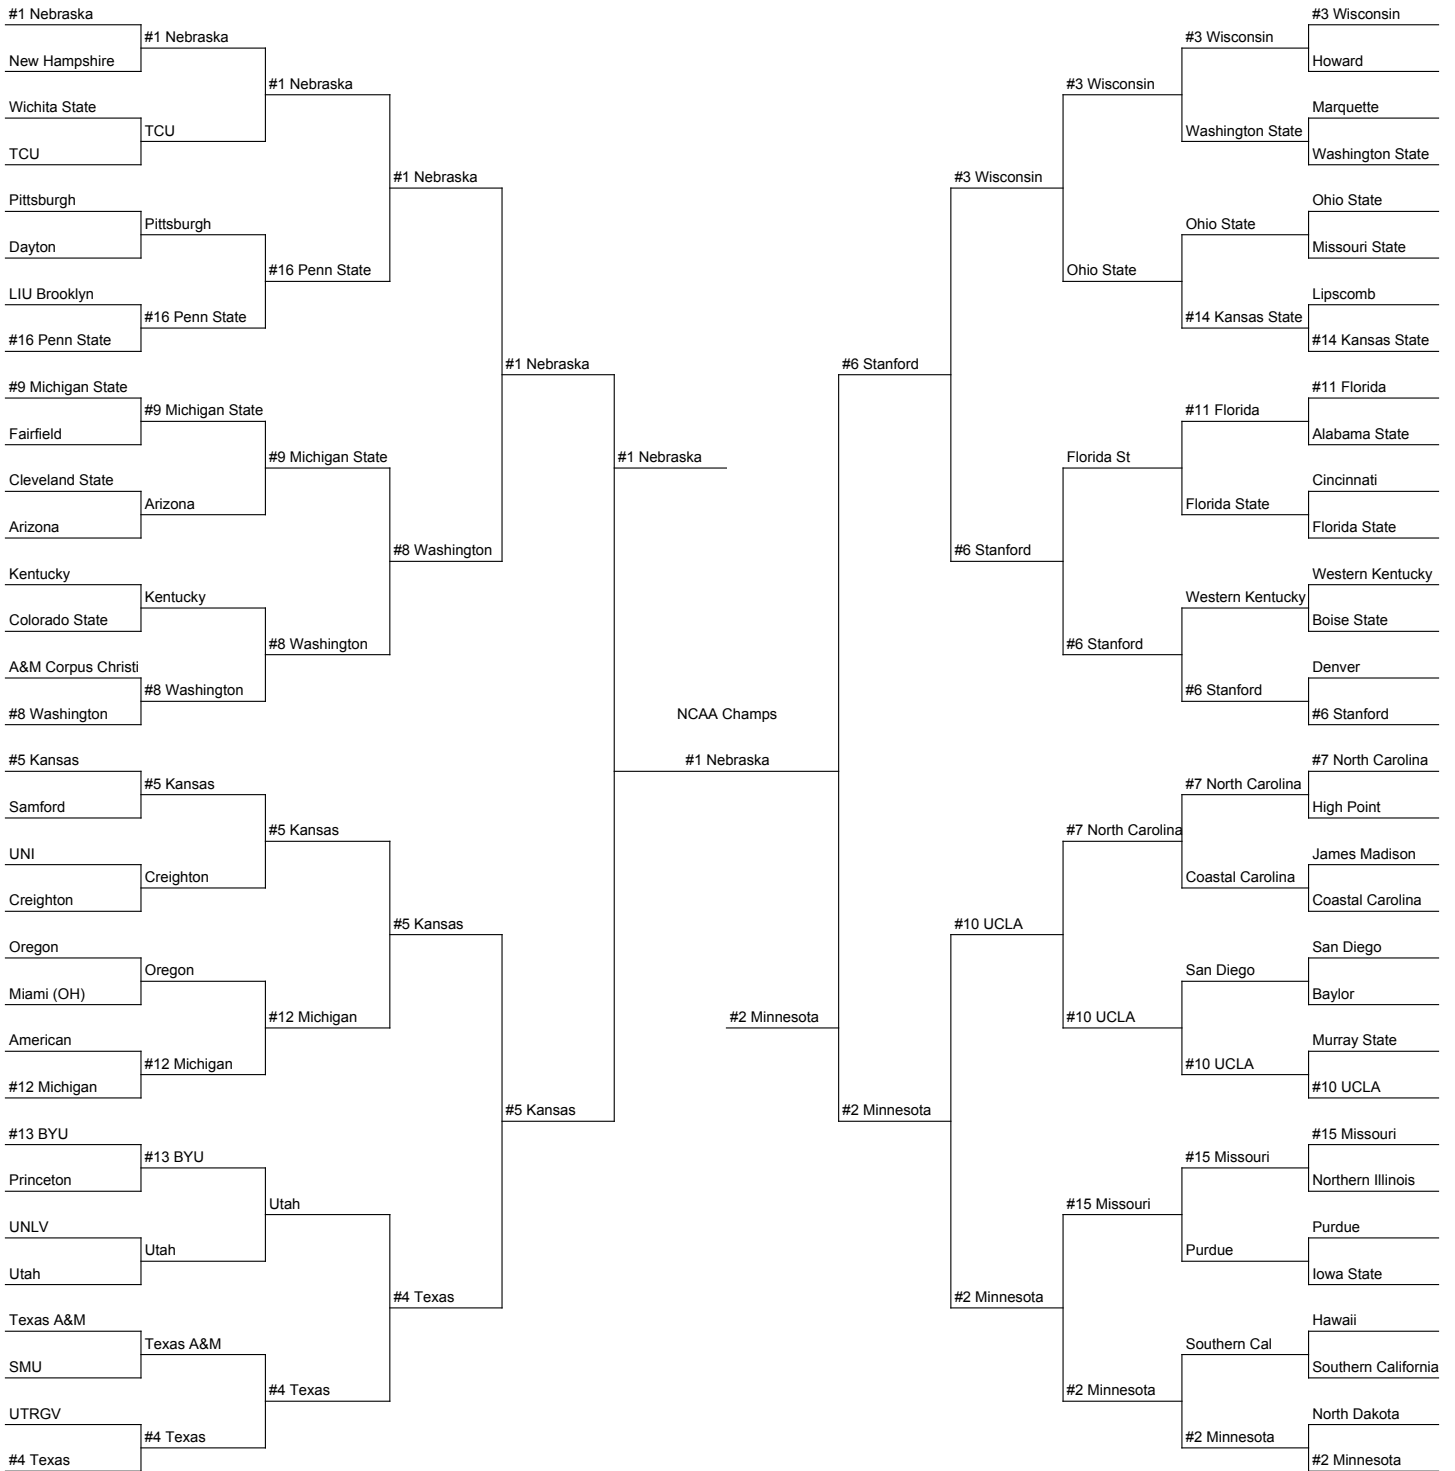 #1 Nebraska
New Hampshire
Wichita State
TCU
Pittsburgh
Dayton
LIU Brooklyn
#16 Penn State
#9 Michigan State
Fairfield
Cleveland State
Arizona
Kentucky
Colorado State
A&M Corpus Christi
#8 Washington
#5 Kansas
Samford
UNI
Creighton
Oregon
Miami (OH)
American
#12 Michigan
#13 BYU
Princeton
UNLV
Utah
Texas A&M
SMU
UTRGV
#4 Texas
#1 Nebraska
TCU
Pittsburgh
#16 Penn State
#9 Michigan State
Arizona
Kentucky
#8 Washington
#5 Kansas
Creighton
Oregon
#12 Michigan
#13 BYU
Utah
Texas A&M
#4 Texas
#1 Nebraska
#16 Penn State
#9 Michigan State
#8 Washington
#5 Kansas
#12 Michigan
Utah
#4 Texas
#1 Nebraska
#8 Washington
#5 Kansas
#4 Texas
#1 Nebraska
#5 Kansas
#1 Nebraska
NCAA Champs
#1 Nebraska
#2 Minnesota
#6 Stanford
#2 Minnesota
#3 Wisconsin
#6 Stanford
#10 UCLA
#2 Minnesota
#3 Wisconsin
Ohio State
Florida St
#6 Stanford
#7 North Carolina
#10 UCLA
#15 Missouri
#2 Minnesota
#3 Wisconsin
Washington State
Ohio State
#14 Kansas State
#11 Florida
Florida State
Western Kentucky
#6 Stanford
#7 North Carolina
Coastal Carolina
San Diego
#10 UCLA
#15 Missouri
Purdue
Southern Cal
#2 Minnesota
#3 Wisconsin
Howard
Marquette
Washington State
Ohio State
Missouri State
Lipscomb
#14 Kansas State
#11 Florida
Alabama State
Cincinnati
Florida State
Western Kentucky
Boise State
Denver
#6 Stanford
#7 North Carolina
High Point
James Madison
Coastal Carolina
San Diego
Baylor
Murray State
#10 UCLA
#15 Missouri
Northern Illinois
Purdue
Iowa State
Hawaii
Southern California
North Dakota
#2 Minnesota